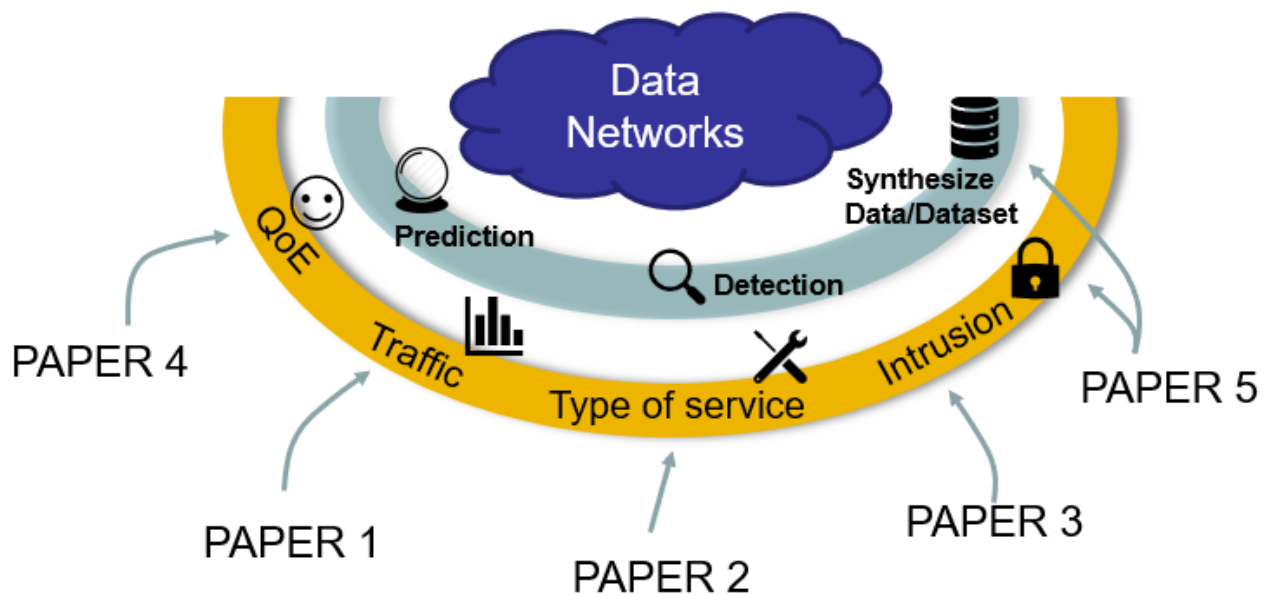 Data
Networks
Synthesize
Data/Dataset
Prediction
Detection
QoE
Traffic
Type of service
Intrusion
PAPER 4
PAPER 5
PAPER 1
PAPER 3
PAPER 2